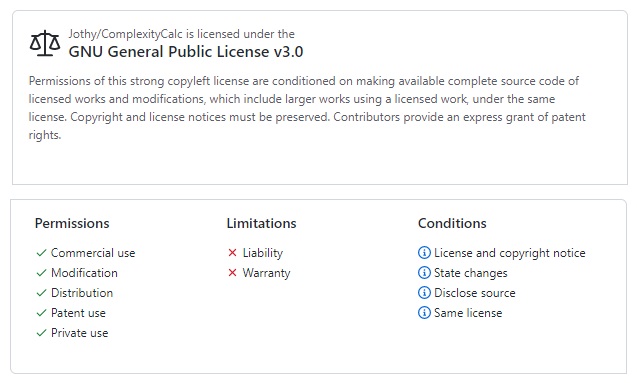 Jothy/ComplexityCalc is licensed under the
GNU General Public License v3.0
Permissions of this strong copyleft license are conditioned on making available complete source code of
licensed works and modifications, which include larger works using a licensed work, under the same
license. Copyright and license notices must be preserved. Contributors provide an express grant of patent
rights.
Permissions
Commercial use
Modification
Distribution
Patent use
Private use
Limitations
Liability
Warranty
Conditions
License and copyright notice
State changes
Disclose source
Same license